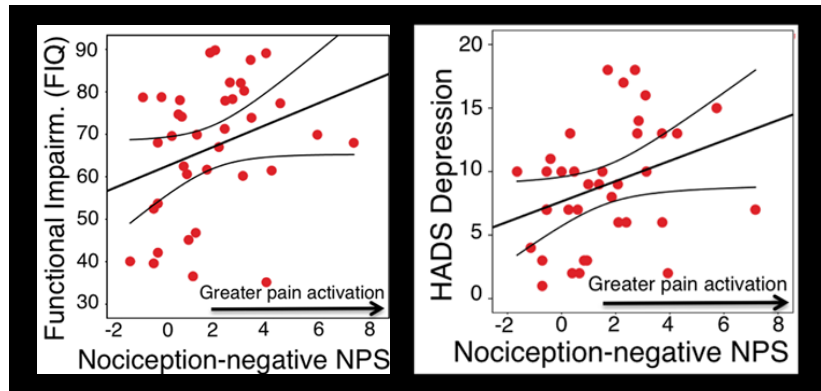 Functional Impairm. (FIQ)
90
80
70
60
50
40
30
Greater pain activation
-2 0 2 4 6 8
Nociception-negative NPS
HADS Depression
20
15
10
5
0
Greater pain activation
-2 0 2 4 6 8
Nociception-negative NPS